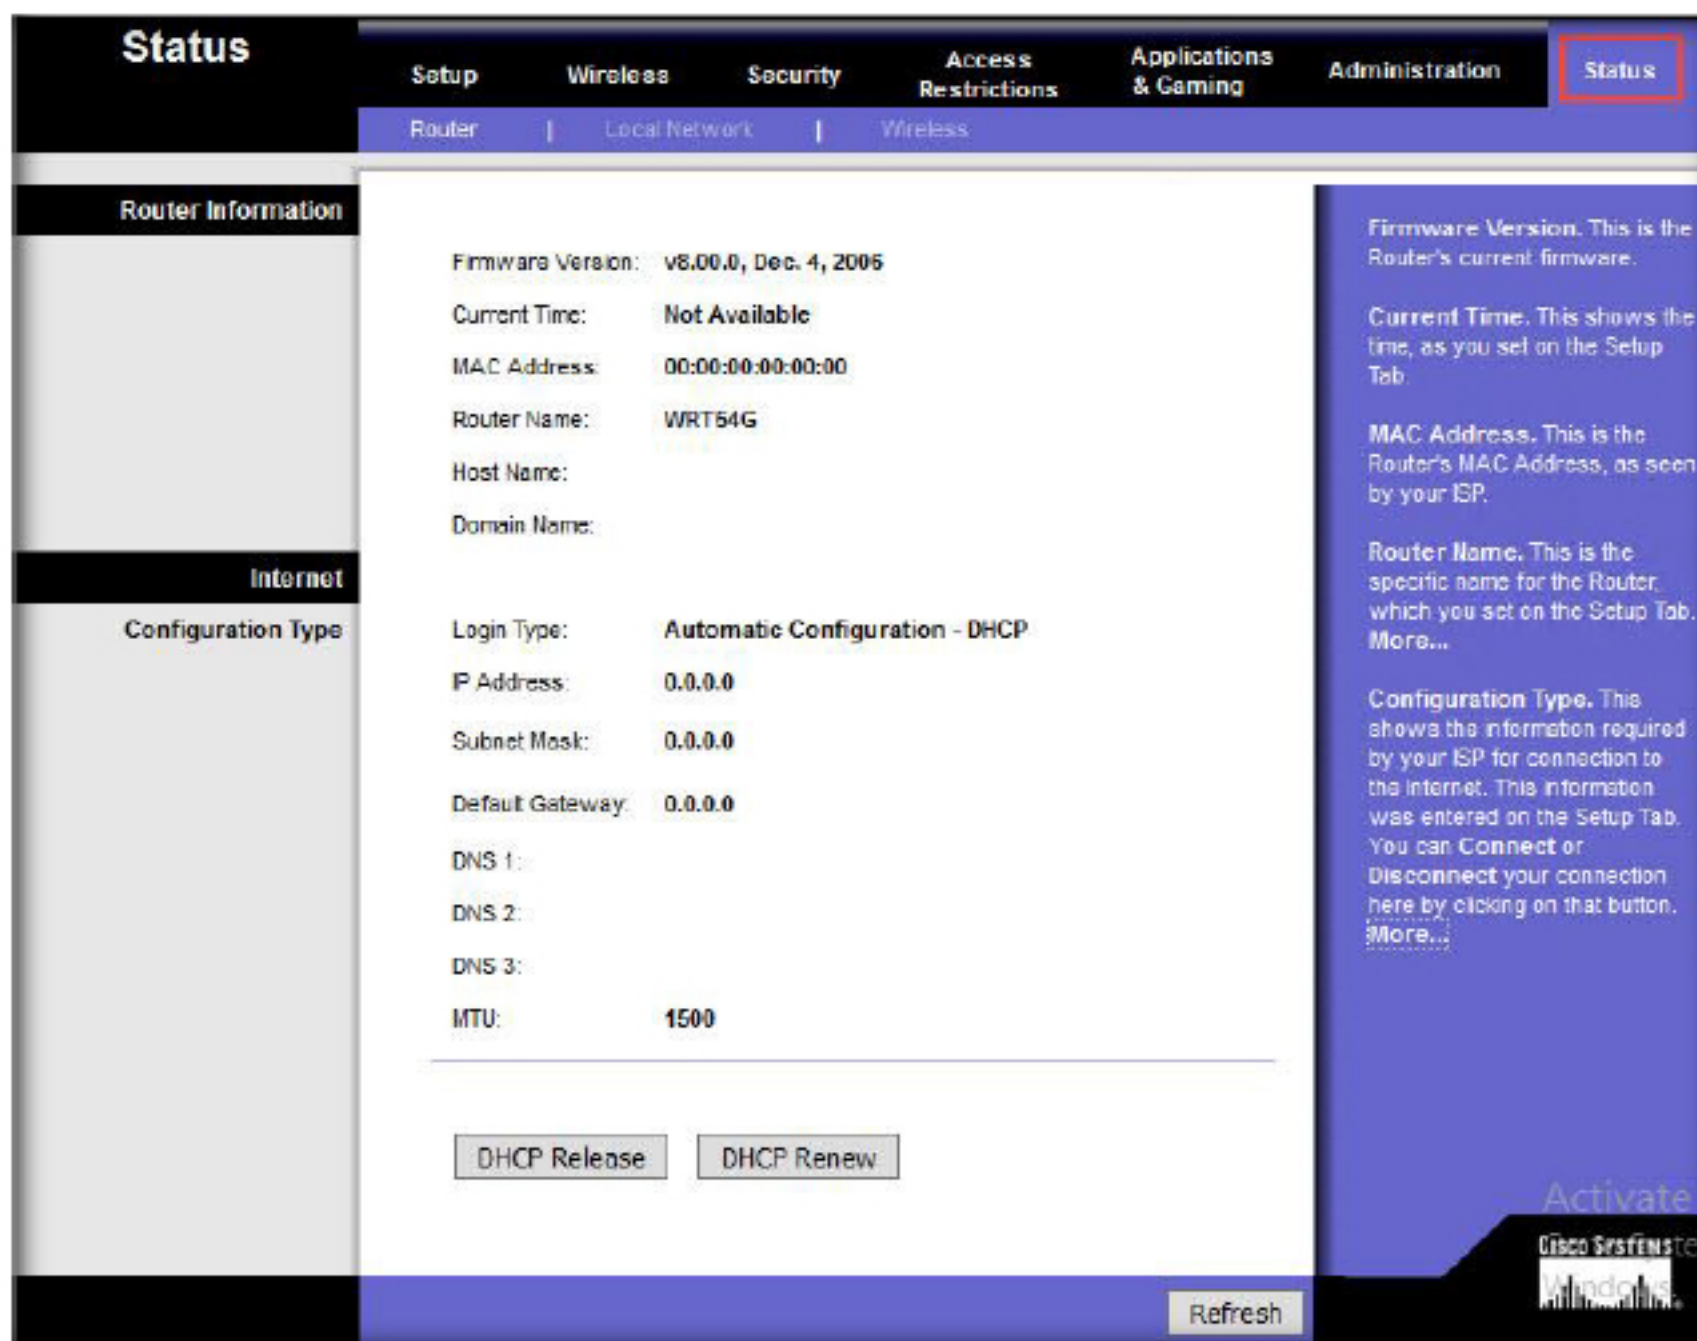 Status
Setup
Wireless
Security
Access
Restrictions
Applications
& Gaming
Administration
Status
Router | Local Network | Wireless
Router Information
Firmware Version: v8.00.0, Dec. 4, 2006
Current Time: Not Available
MAC Address: 00:00:00:00:00:00
Router Name: WRT54G
Host Name:
Domain Name:
Internet
Configuration Type
Login Type: Automatic Configuration - DHCP
IP Address: 0.0.0.0
Subnet Mask: 0.0.0.0
Default Gateway: 0.0.0.0
DNS 1:
DNS 2:
DNS 3:
MTU: 1500
DHCP Release
DHCP Renew
Firmware Version. This is the
Router's current firmware.
Current Time. This shows the
time, as you set on the Setup
Tab.
MAC Address. This is the
Router's MAC Address, as seen
by your ISP.
Router Name. This is the
specific name for the Router,
which you set on the Setup Tab.
More...
Configuration Type. This
shows the information required
by your ISP for connection to
the Internet. This information
was entered on the Setup Tab.
You can Connect or
Disconnect your connection
here by clicking on that button.
More...
Activate
CISCO SYSTEMS
Windows.
Refresh